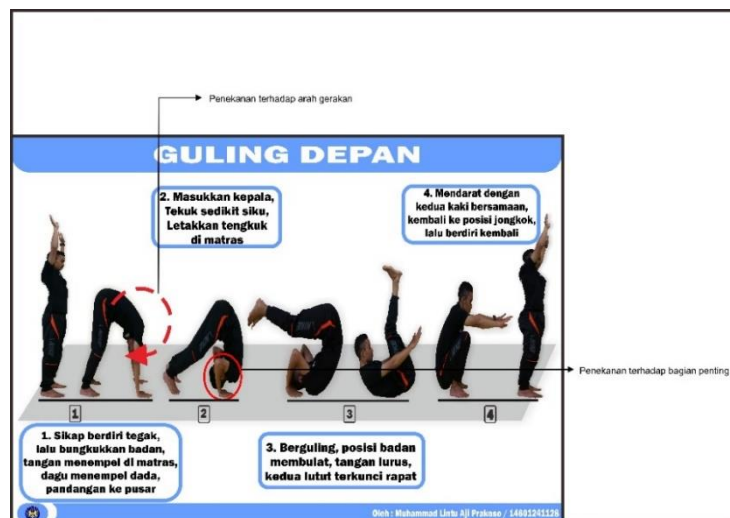 Penekanan terhadap arah gerakan
GULING DEPAN
2. Masukkan kepala,
Tekuk sedikit siku,
Letakkan tengkuk
di matras
4. Mendarat dengan
kedua kaki bersamaan,
kembali ke posisi jongkok,
lalu berdiri kembali
Penekanan terhadap bagian penting
1
2
3
4
1. Sikap berdiri tegak,
lalu bungkukkan badan,
tangan menempel di matras,
dagu menempel dada,
pandangan ke pusar
3. Berguling, posisi badan
membulat, tangan lurus,
kedua lutut terkunci rapat
Oleh : Muhammad Lintu Aji Prakoso / 14601241126